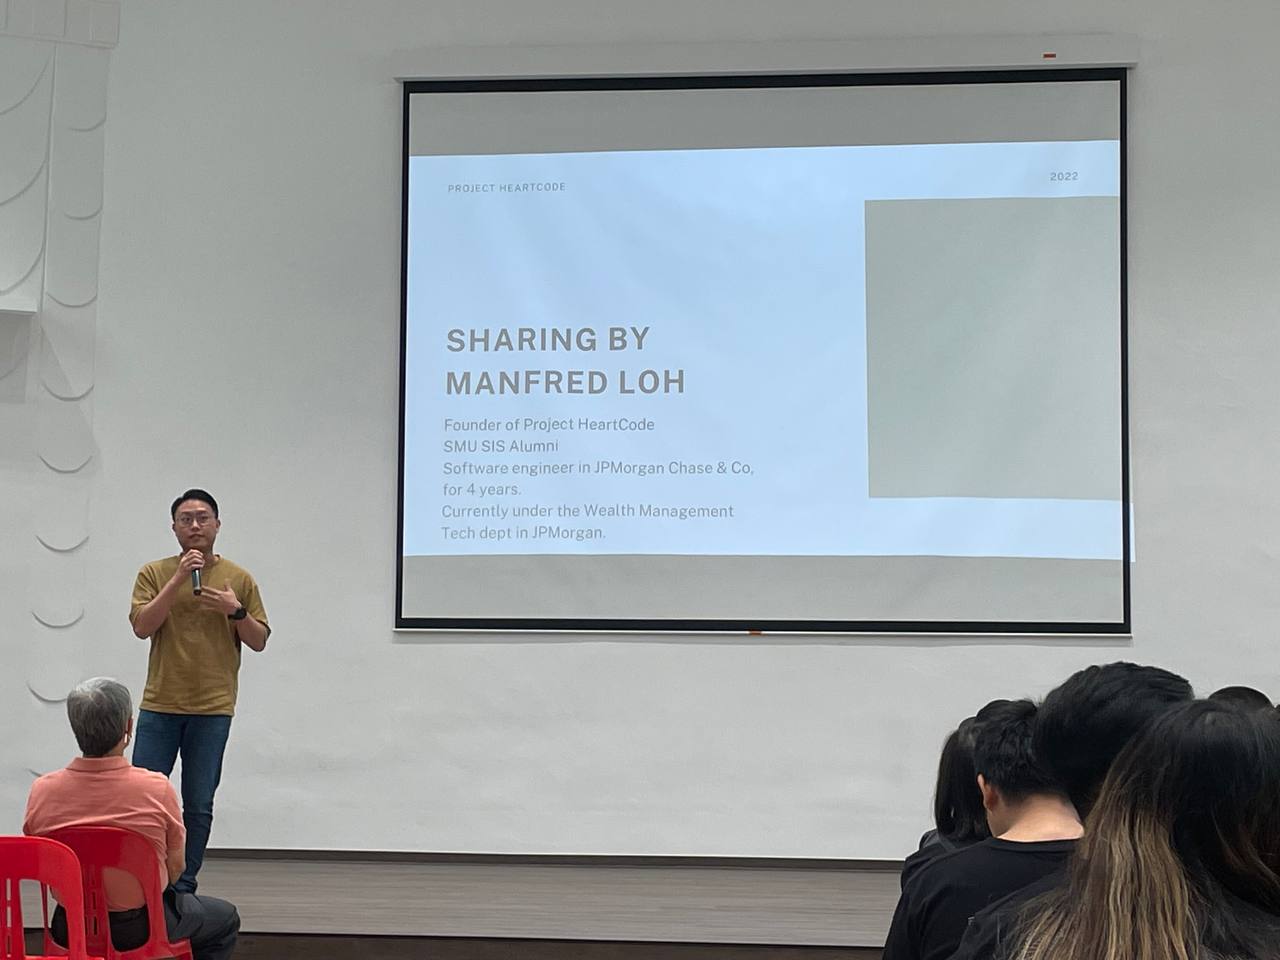 PROJECT HEARTCODE
2022
SHARING BY
MANFRED LOH
Founder of Project HeartCode
SMU SIS Alumni
Software engineer in JPMorgan Chase & Co,
for 4 years.
Currently under the Wealth Management
Tech dept in JPMorgan.